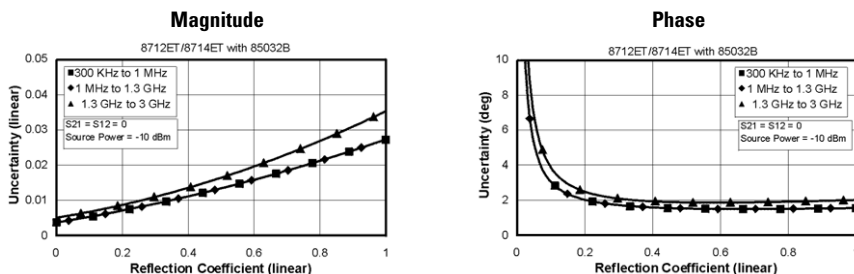 Magnitude
8712ET/8714ET with 85032B
0.05
0.04
0.03
0.02
0.01
0
Uncertainty (linear)
300 KHz to 1 MHz
1 MHz to 1.3 GHz
1.3 GHz to 3 GHz
S21 = S12 = 0
Source Power = -10 dBm
0 0.2 0.4 0.6 0.8 1
Reflection Coefficient (linear)
Phase
8712ET/8714ET with 85032B
10
8
6
4
2
0
Uncertainty (deg)
300 KHz to 1 MHz
1 MHz to 1.3 GHz
1.3 GHz to 3 GHz
S21 = S12 = 0
Source Power = -10 dBm
0 0.2 0.4 0.6 0.8
Reflection Coefficient (linear)